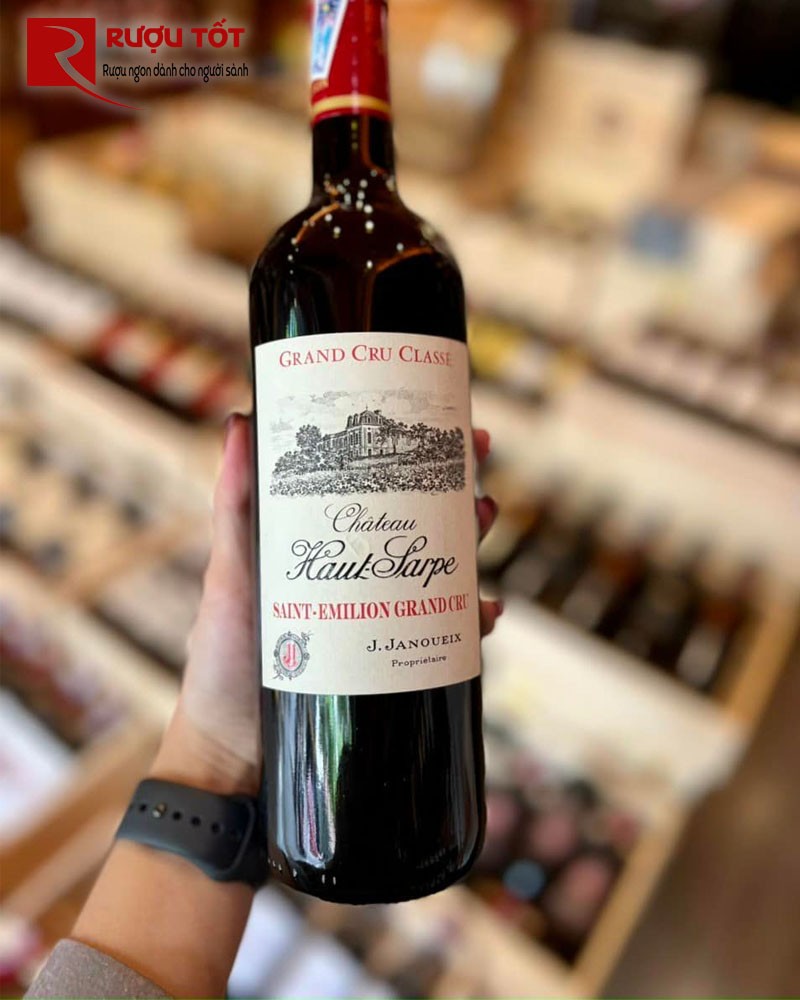 RƯỢU TỐT
Rượu ngon dành cho người sành
GRAND CRU CLASSÉ
Château
Haut-Sarpe
SAINT-EMILION GRAND CRU
J. JANOUEIX
Propriétaire